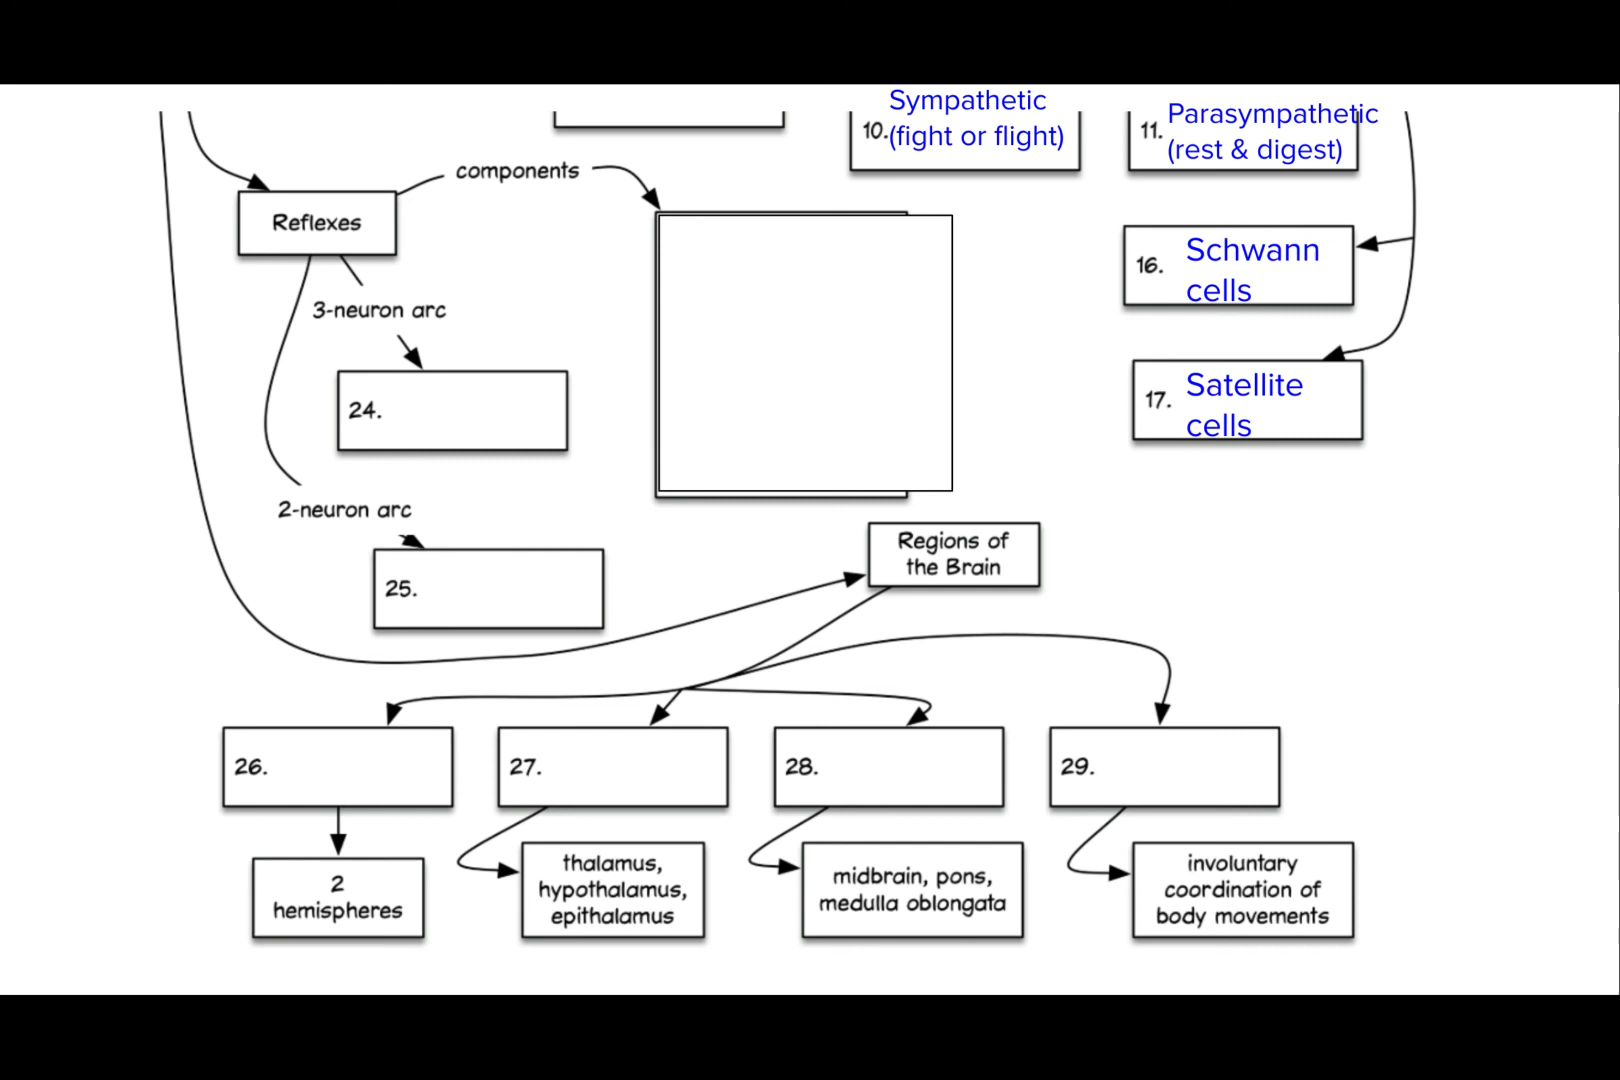 Sympathetic
10. (fight or flight)
Parasympathetic
11. (rest & digest)
components
Reflexes
16. Schwann
cells
3-neuron arc
17. Satellite
cells
24.
2-neuron arc
25.
Regions of
the Brain
26.
27.
28.
29.
2
hemispheres
thalamus,
hypothalamus,
epithalamus
midbrain, pons,
medulla oblongata
involuntary
coordination of
body movements